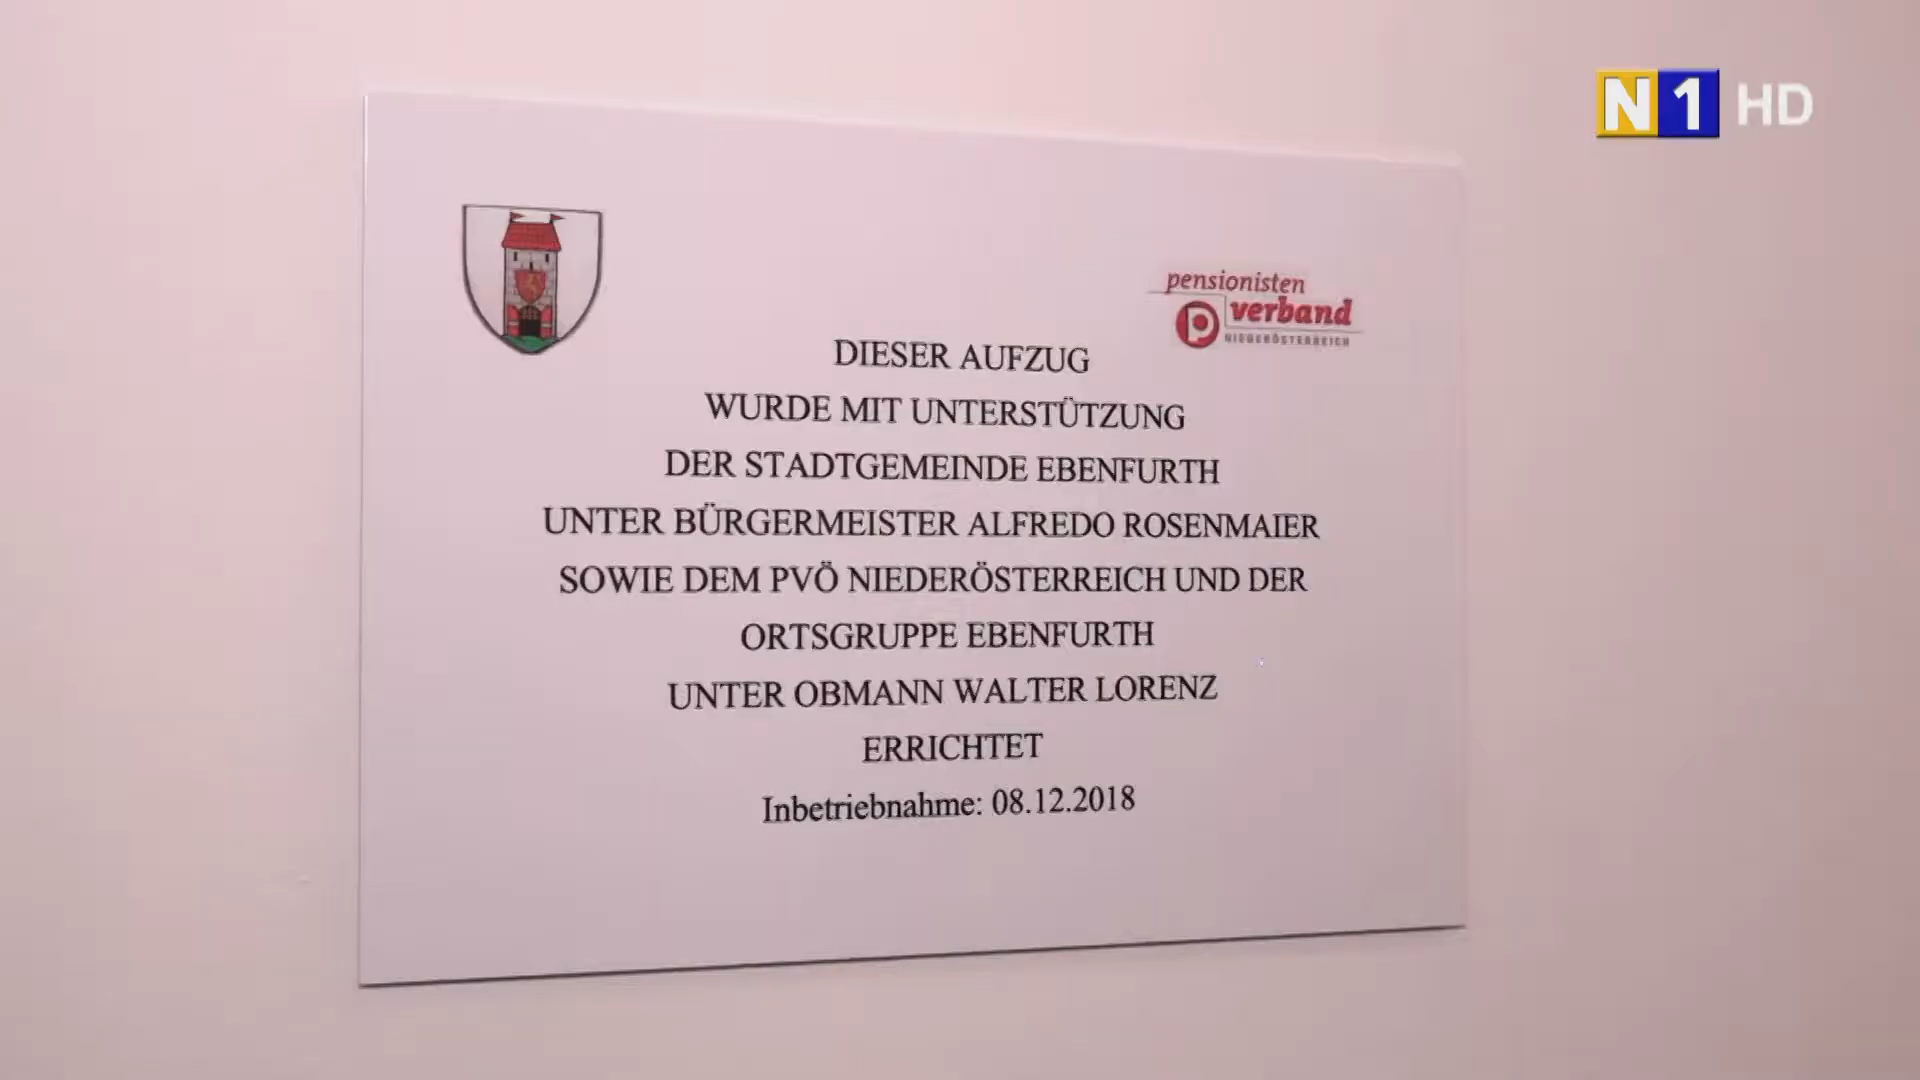 N1 HD
pensionisten
verband
NIEDERÖSTERREICH
DIESER AUFZUG
WURDE MIT UNTERSTÜTZUNG
DER STADTGEMEINDE EBENFURTH
UNTER BÜRGERMEISTER ALFREDO ROSENMAIER
SOWIE DEM PVÖ NIEDERÖSTERREICH UND DER
ORTSGRUPPE EBENFURTH
UNTER OBMANN WALTER LORENZ
ERRICHTET
Inbetriebnahme: 08.12.2018